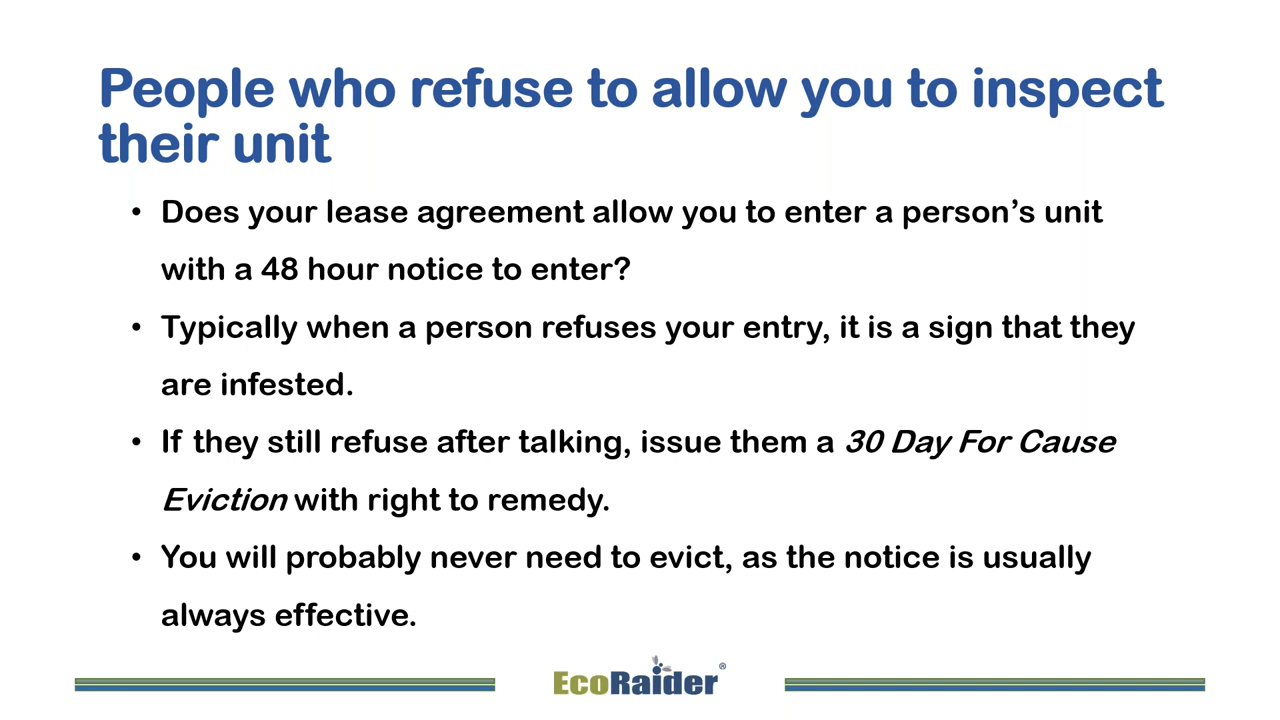 People who refuse to allow you to inspect
their unit
• Does your lease agreement allow you to enter a person’s unit
with a 48 hour notice to enter?
• Typically when a person refuses your entry, it is a sign that they
are infested.
• If they still refuse after talking, issue them a 30 Day For Cause
Eviction with right to remedy.
• You will probably never need to evict, as the notice is usually
always effective.
EcoRaider®